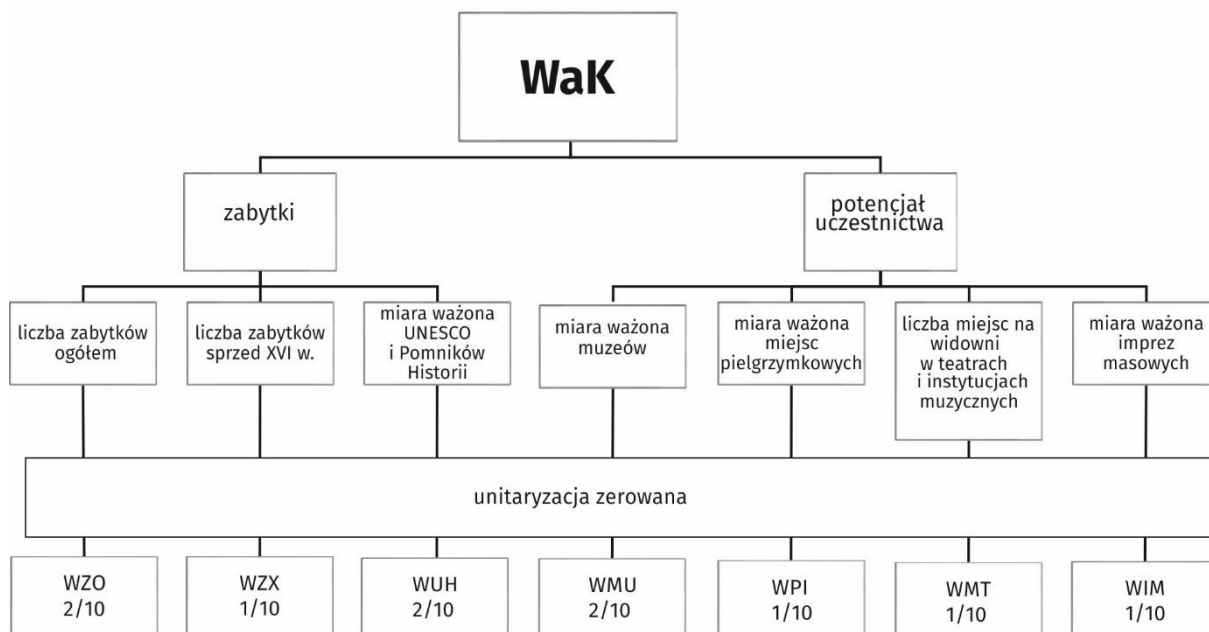 WaK
zabytki
potencjał
uczestnictwa
liczba zabytków
ogółem
liczba zabytków
sprzed XVI w.
miara ważona
UNESCO
i Pomników
Historii
miara ważona
muzeów
miara ważona
miejsc
pielgrzymkowych
liczba miejsc na
widowni
w teatrach
i instytucjach
muzycznych
miara ważona
imprez
masowych
unitaryzacja zerowana
WZO
2/10
WZX
1/10
WUH
2/10
WMU
2/10
WPI
1/10
WMT
1/10
WIM
1/10